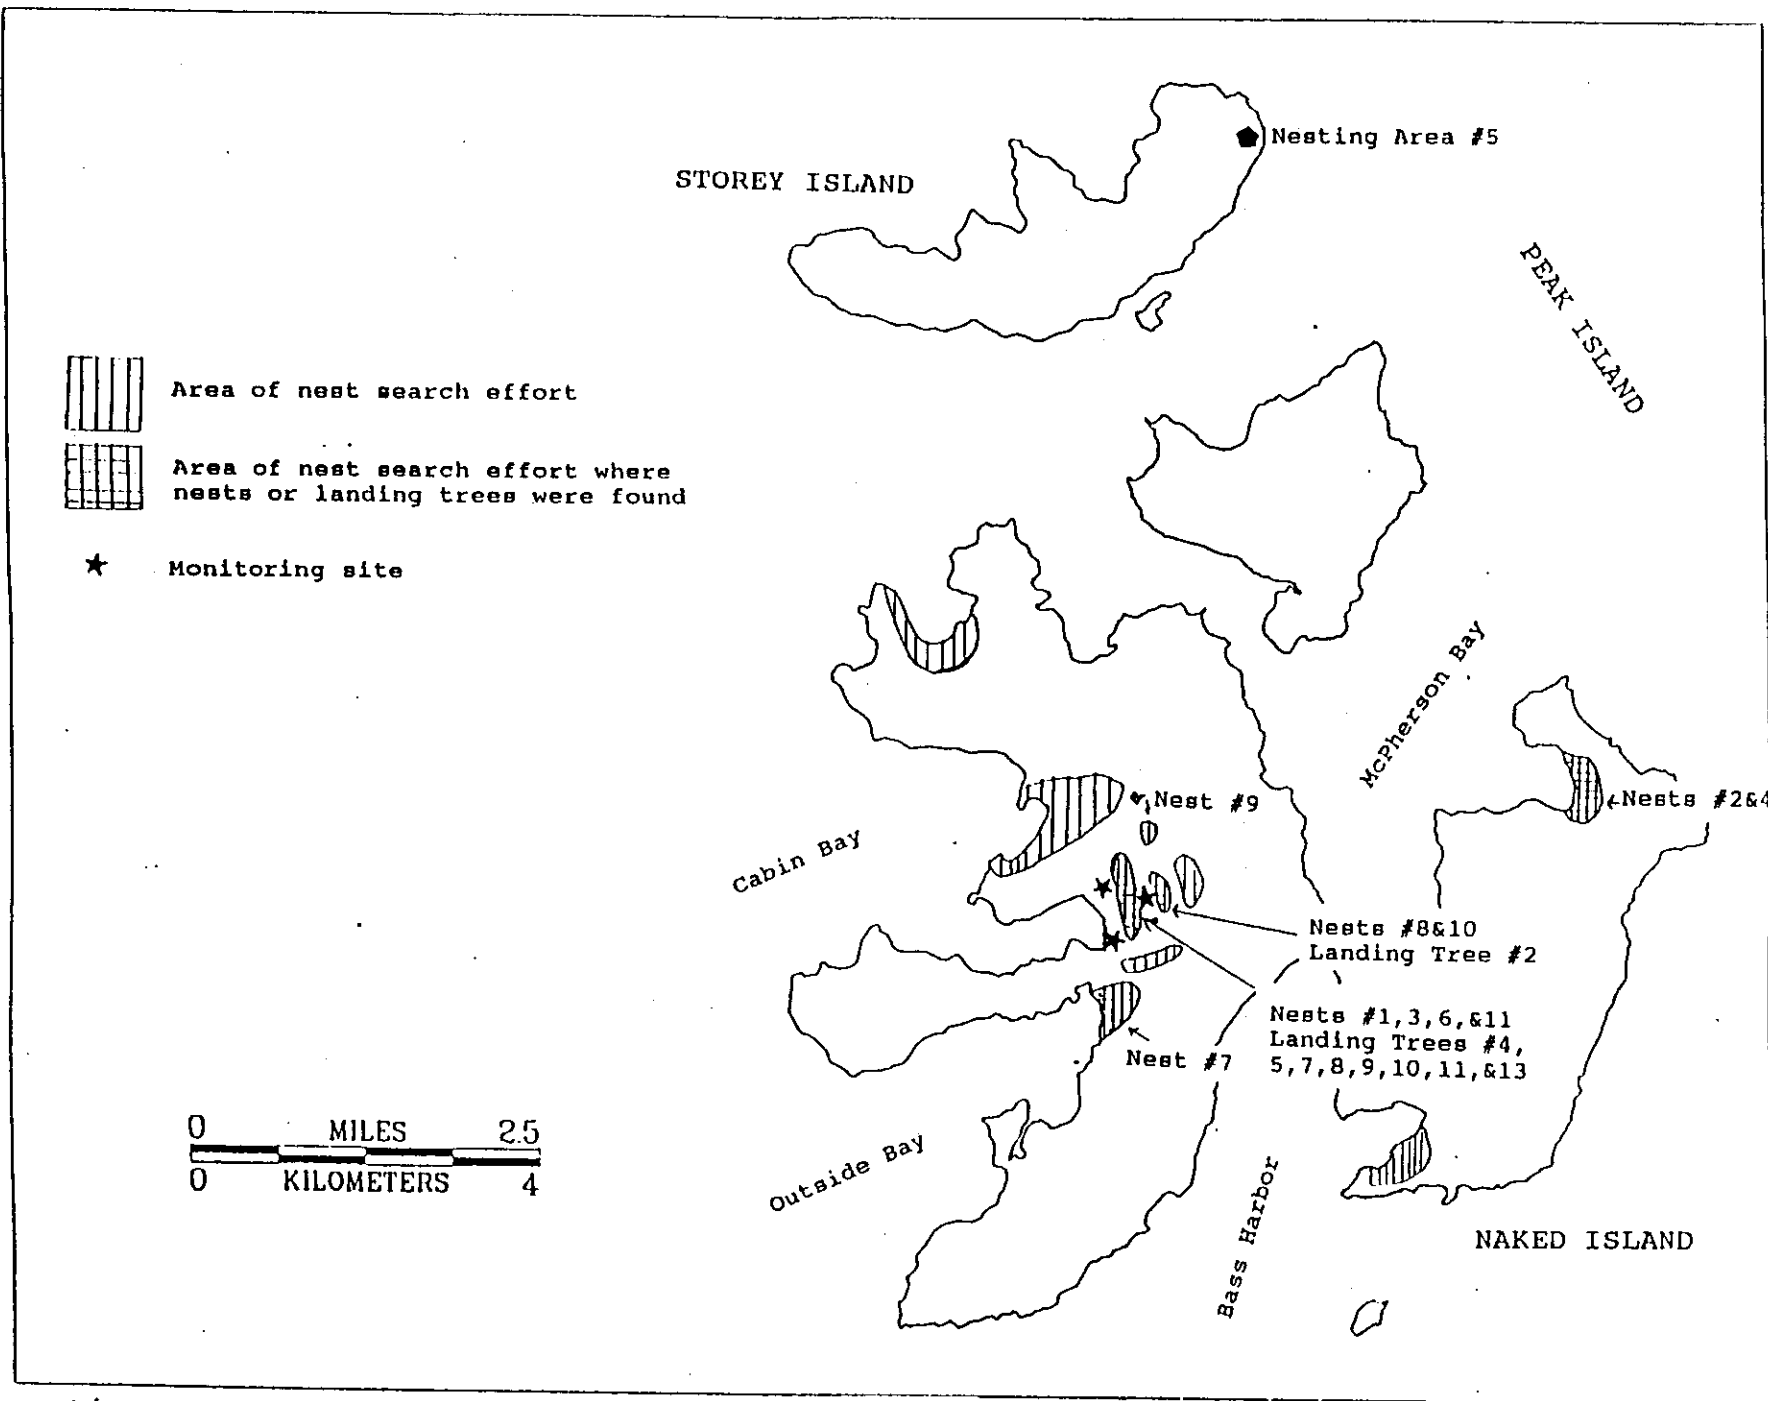 Nesting Area #5
STOREY ISLAND
PEAK ISLAND
Area of nest search effort
Area of nest search effort where
nests or landing trees were found
Monitoring site
McPherson Bay
Nest #9
Nests #2&4
Cabin Bay
Nests #8&10
Landing Tree #2
Nests #1,3,6,&11
Landing Trees #4,
5,7,8,9,10,11,&13
Nest #7
0 MILES 2.5
0 KILOMETERS 4
Outside Bay
Bass Harbor
NAKED ISLAND